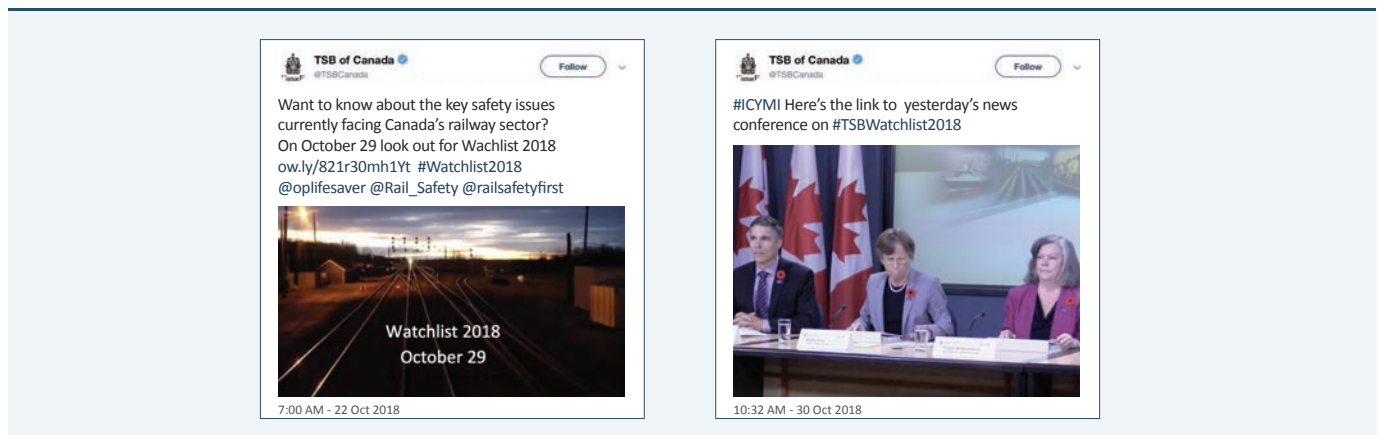 TSB of Canada
@TSBCanada
Follow
Want to know about the key safety issues
currently facing Canada's railway sector?
On October 29 look out for Wachlist 2018
ow.ly/821r30mh1Yt #Watchlist2018
@oplifesaver @Rail_Safety @railsafetyfirst
Watchlist 2018
October 29
7:00 AM - 22 Oct 2018
TSB of Canada
@TSBCanada
Follow
#ICYMI Here's the link to yesterday's news
conference on #TSBWatchlist2018
10:32 AM - 30 Oct 2018